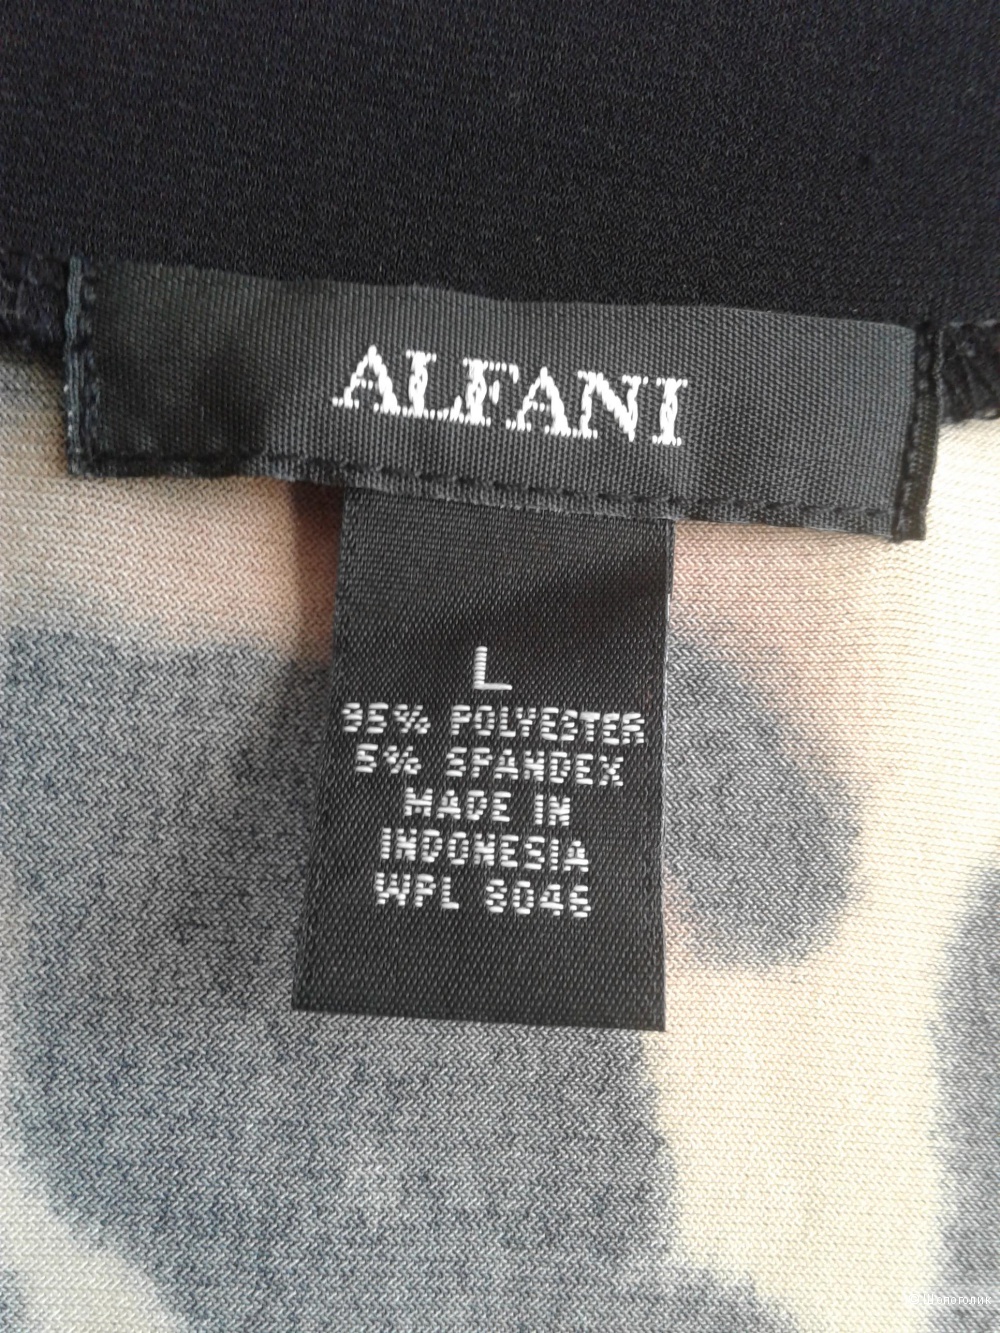 ALFANI
L
95% POLYESTER
5% SPANDEX
MADE IN
INDONESIA
WPL 8046